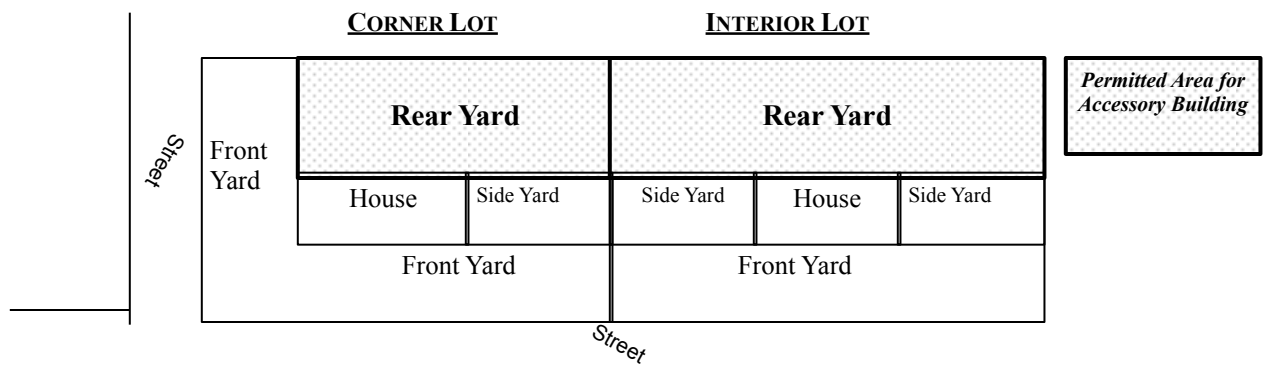 CORNER LOT
INTERIOR LOT
Permitted Area for
Accessory Building
Rear Yard
Rear Yard
Street
Front
Yard
House
Side Yard
Side Yard
House
Side Yard
Front Yard
Front Yard
Street